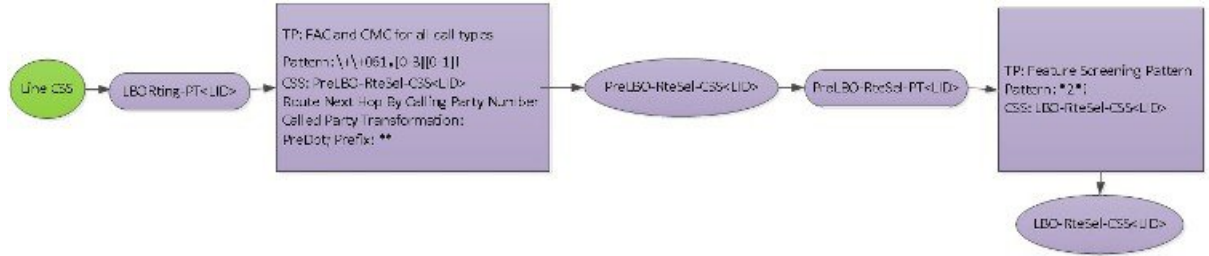 Line CSS
LBORting-PT<LID>
TP: FAC and CMC for all call types
Pattern: \+\+061.[0-3][0-1]!
CSS: PreLBO-RteSel-CSS<LID>
Route Next Hop By Calling Party Number
Called Party Transformation:
PreDot; Prefix: **
PreLBO-RteSel-CSS<LID>
PreLBO-RteSel-PT<LID>
TP: Feature Screening Pattern
Pattern: *2*!
CSS: LBO-RteSel-CSS<LID>
LBO-RteSel-CSS<LID>